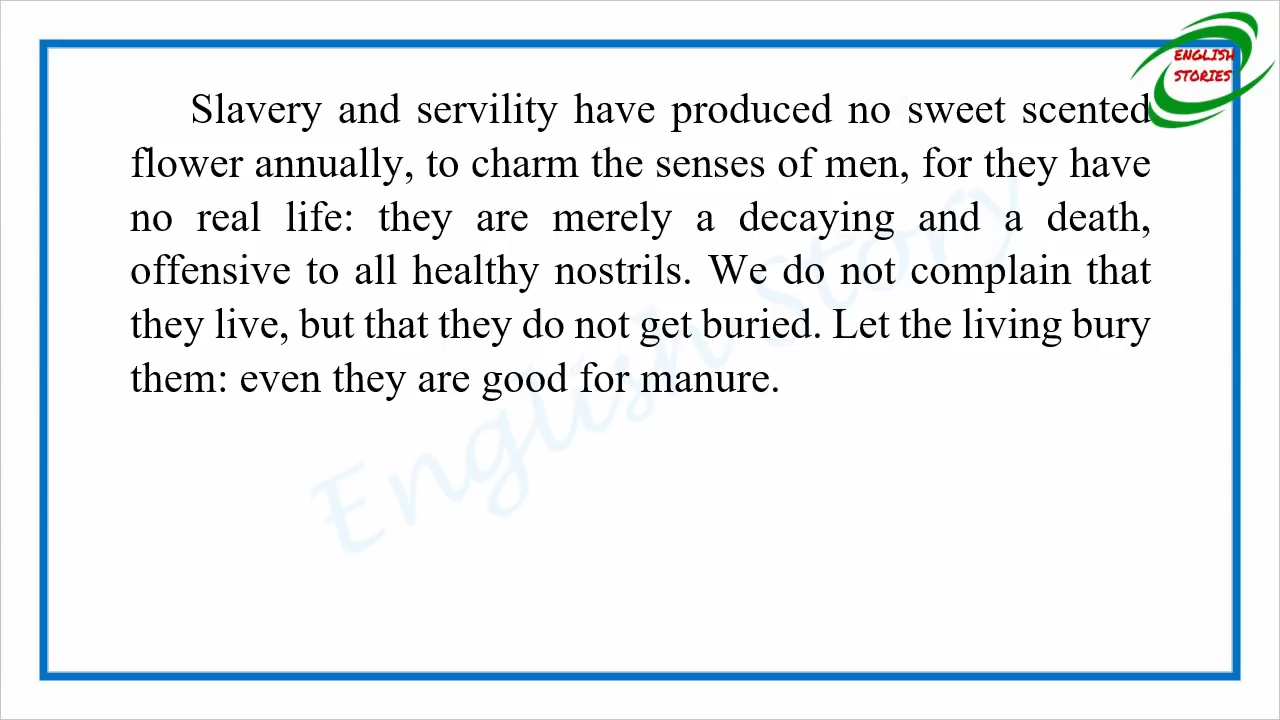 ENGLISH
STORIES
Slavery and servility have produced no sweet scented
flower annually, to charm the senses of men, for they have
no real life: they are merely a decaying and a death,
offensive to all healthy nostrils. We do not complain that
they live, but that they do not get buried. Let the living bury
them: even they are good for manure.
English Story